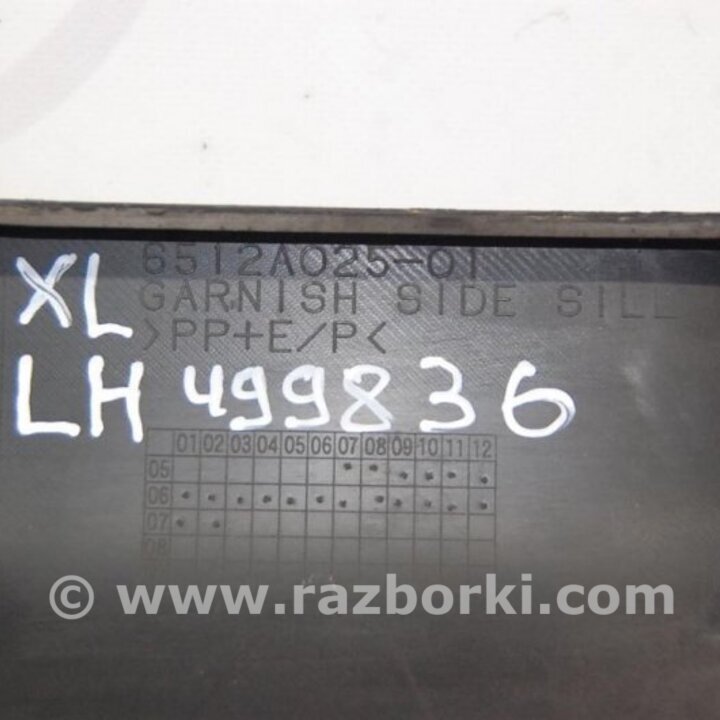 6512A025-01
GARNISH SIDE SILL
>PP+E/P<
XL
LH 499836
01 02 03 04 05 06 07 08 09 10 11 12
05
06
07
08
© www.razborki.com